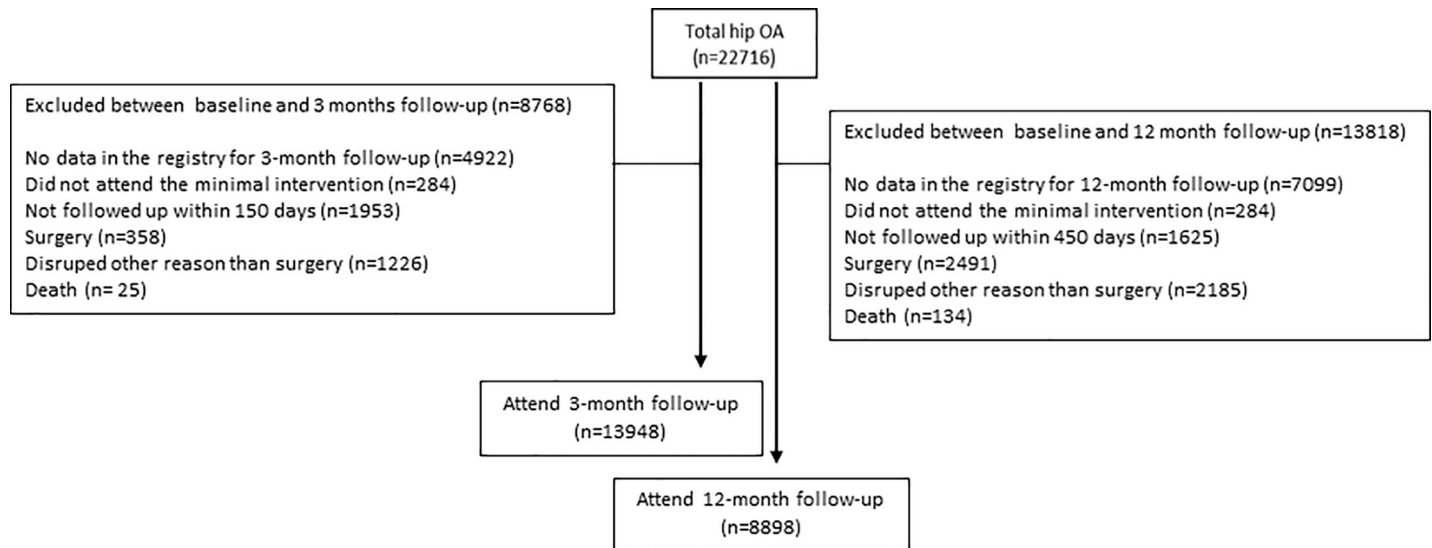 Total hip OA
(n=22716)
Excluded between baseline and 3 months follow-up (n=8768)
No data in the registry for 3-month follow-up (n=4922)
Did not attend the minimal intervention (n=284)
Not followed up within 150 days (n=1953)
Surgery (n=358)
Disruped other reason than surgery (n=1226)
Death (n= 25)
Excluded between baseline and 12 month follow-up (n=13818)
No data in the registry for 12-month follow-up (n=7099)
Did not attend the minimal intervention (n=284)
Not followed up within 450 days (n=1625)
Surgery (n=2491)
Disruped other reason than surgery (n=2185)
Death (n=134)
Attend 3-month follow-up
(n=13948)
Attend 12-month follow-up
(n=8898)